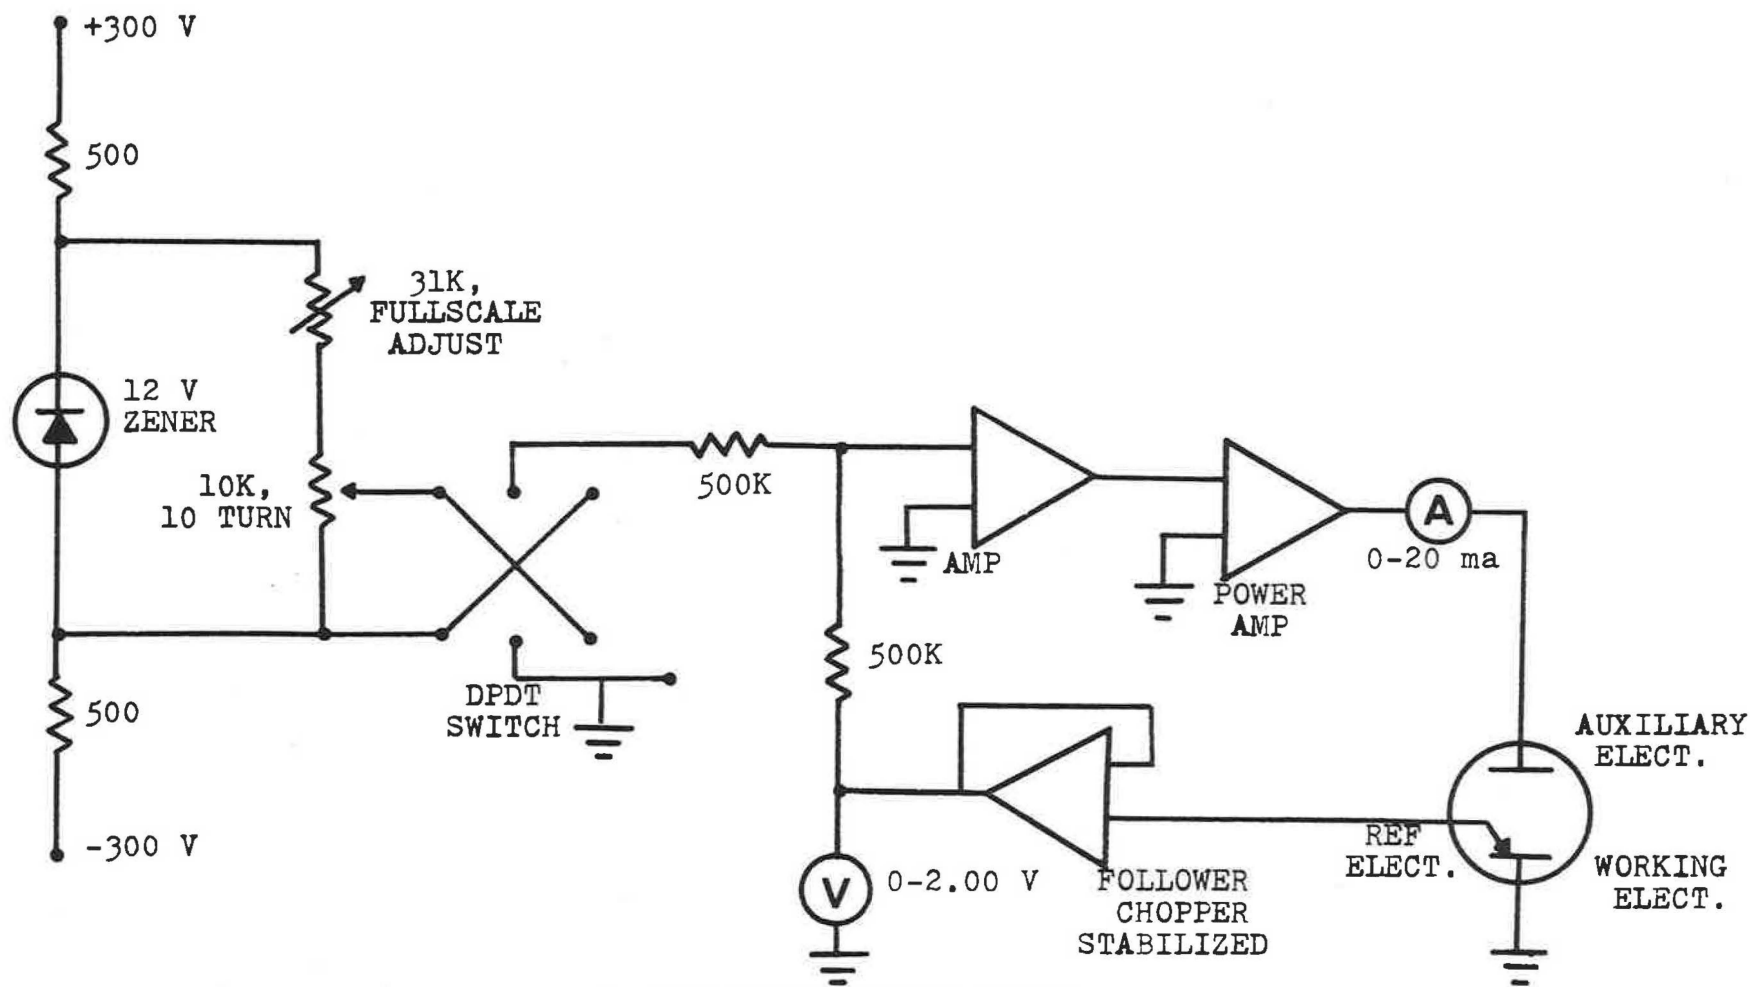 +300 V
500
31K,
FULLSCALE
ADJUST
12 V
ZENER
10K,
10 TURN
500K
AMP
A
0-20 ma
POWER
AMP
500K
DPDT
SWITCH
500
-300 V
AUXILIARY
ELECT.
REF
ELECT.
WORKING
ELECT.
V
0-2.00 V
FOLLOWER
CHOPPER
STABILIZED